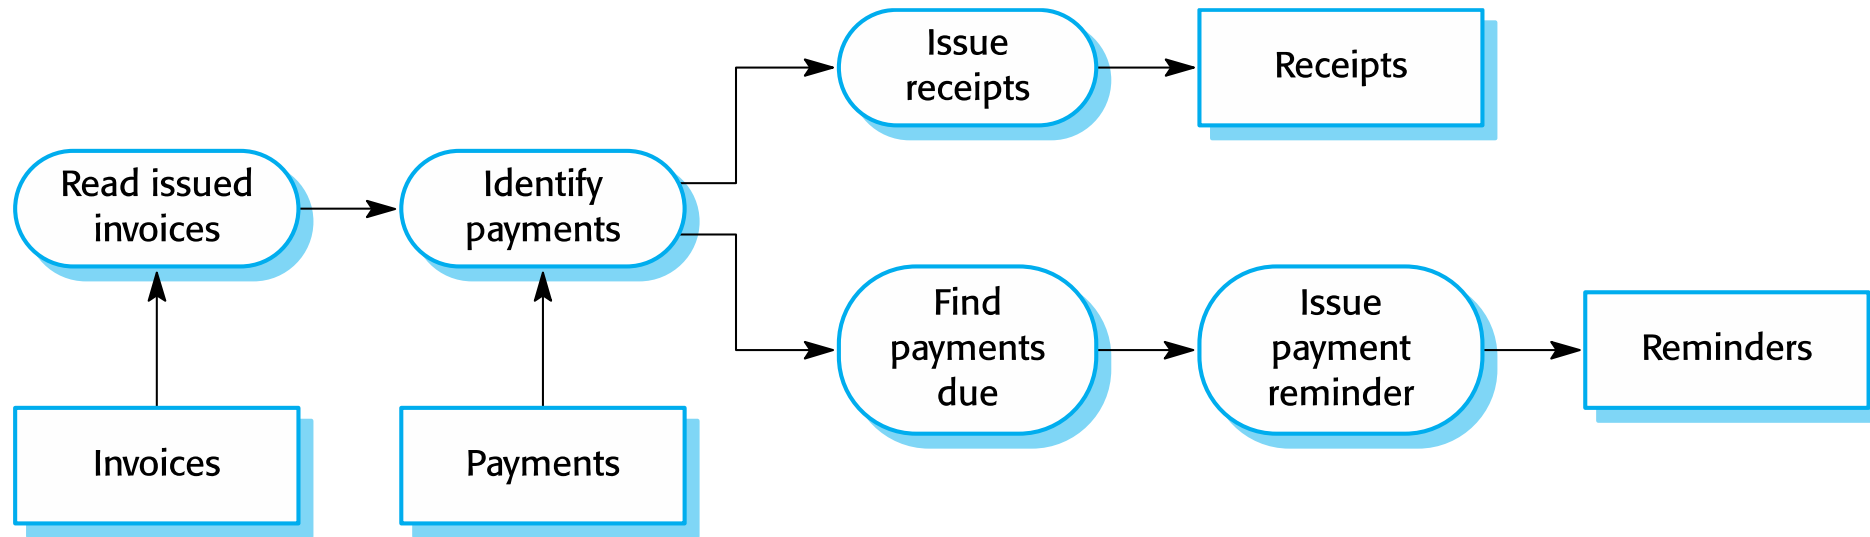 Issue
receipts
Receipts
Read issued
invoices
Identify
payments
Find
payments
due
Issue
payment
reminder
Reminders
Invoices
Payments